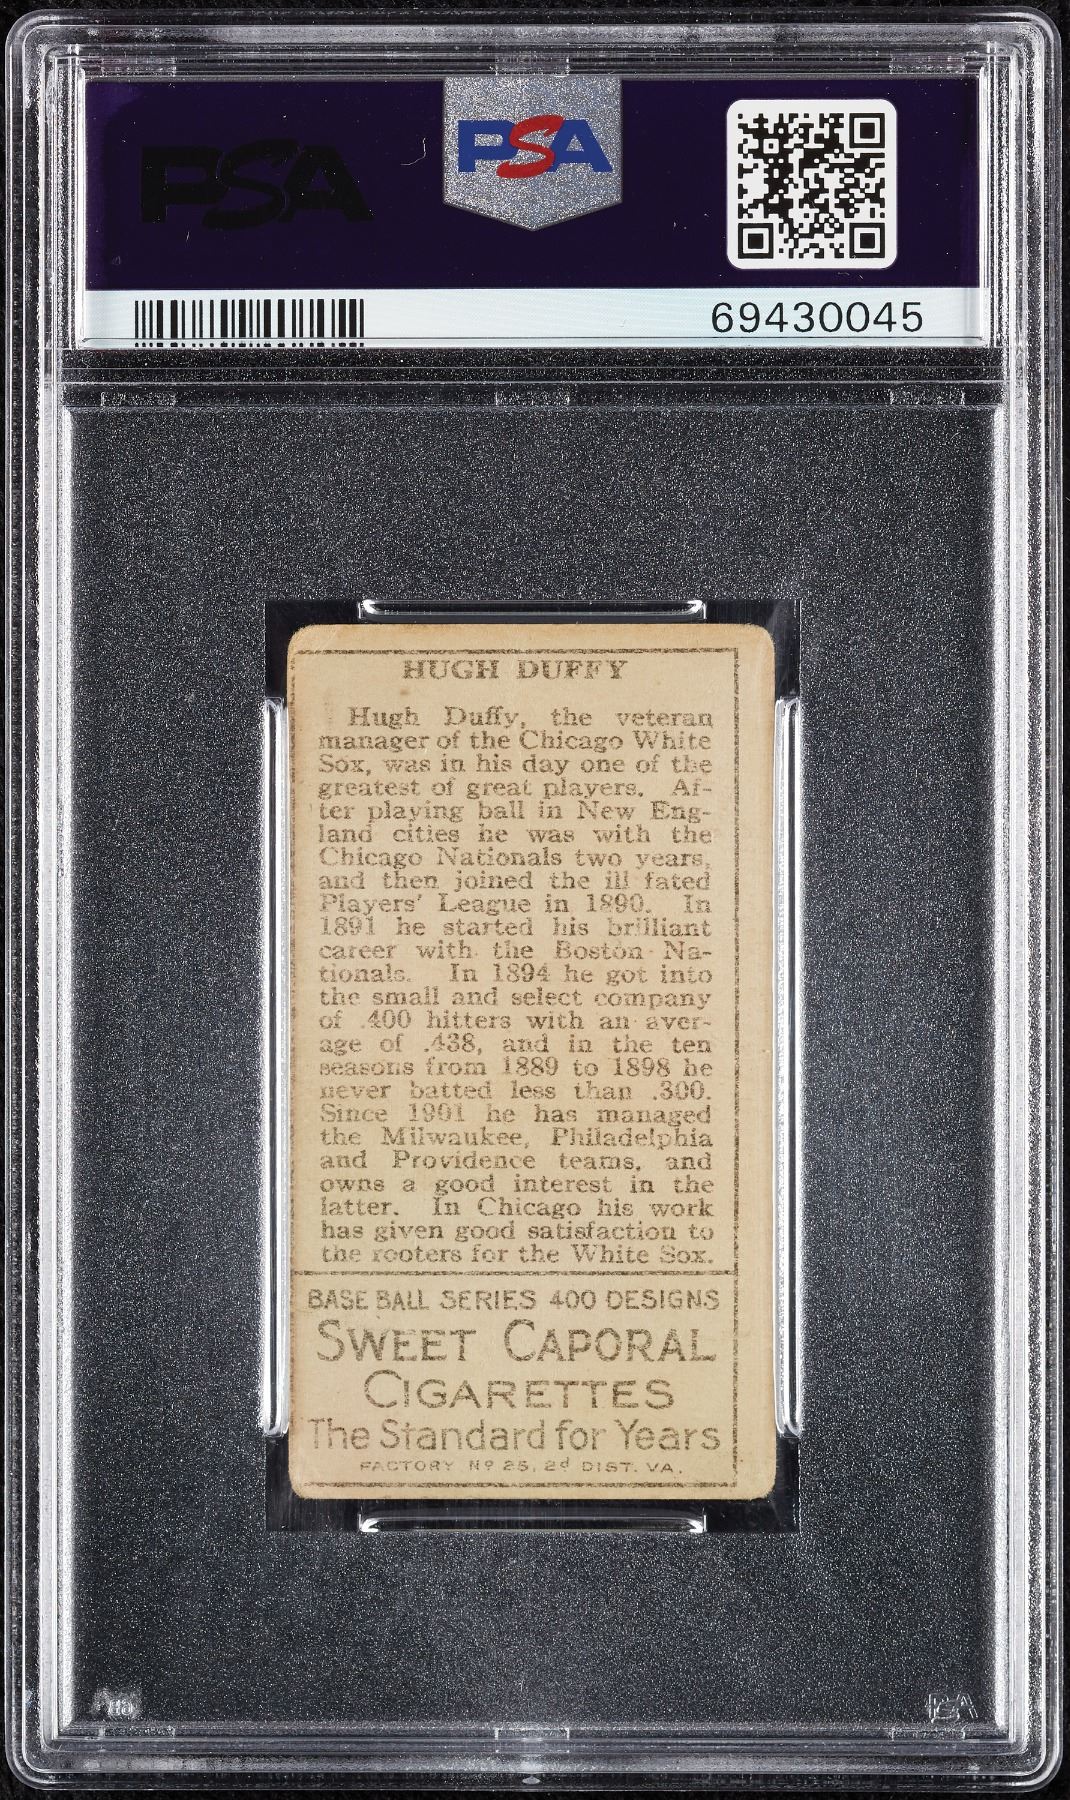 PSA
PSA
69430045
HUGH DUFFY
Hugh Duffy, the veteran
manager of the Chicago White
Sox, was in his day one of the
greatest of great players. Af-
ter playing ball in New Eng-
land cities he was with the
Chicago Nationals two years,
and then joined the ill fated
Players' League in 1890. In
1891 he started his brilliant
career with the Boston Na-
tionals. In 1894 he got into
the small and select company
of .400 hitters with an aver-
age of .438, and in the ten
seasons from 1889 to 1898 he
never batted less than .300.
Since 1901 he has managed
the Milwaukee, Philadelphia
and Providence teams, and
owns a good interest in the
latter. In Chicago his work
has given good satisfaction to
the rooters for the White Sox.
BASE BALL SERIES 400 DESIGNS
SWEET CAPORAL
CIGARETTES
The Standard for Years
FACTORY Nº 25, 2d DIST. VA.
PSA